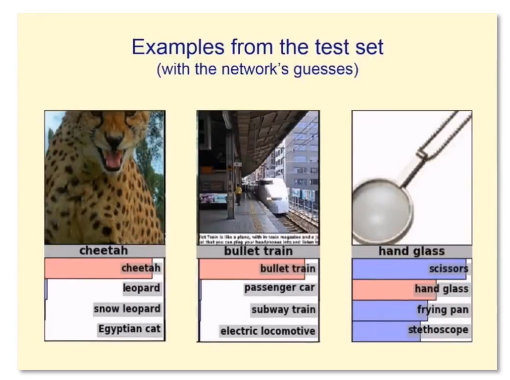 Examples from the test set
(with the network's guesses)
cheetah
cheetah
leopard
snow leopard
Egyptian cat
bullet train
bullet train
passenger car
subway train
electric locomotive
hand glass
scissors
hand glass
frying pan
stethoscope